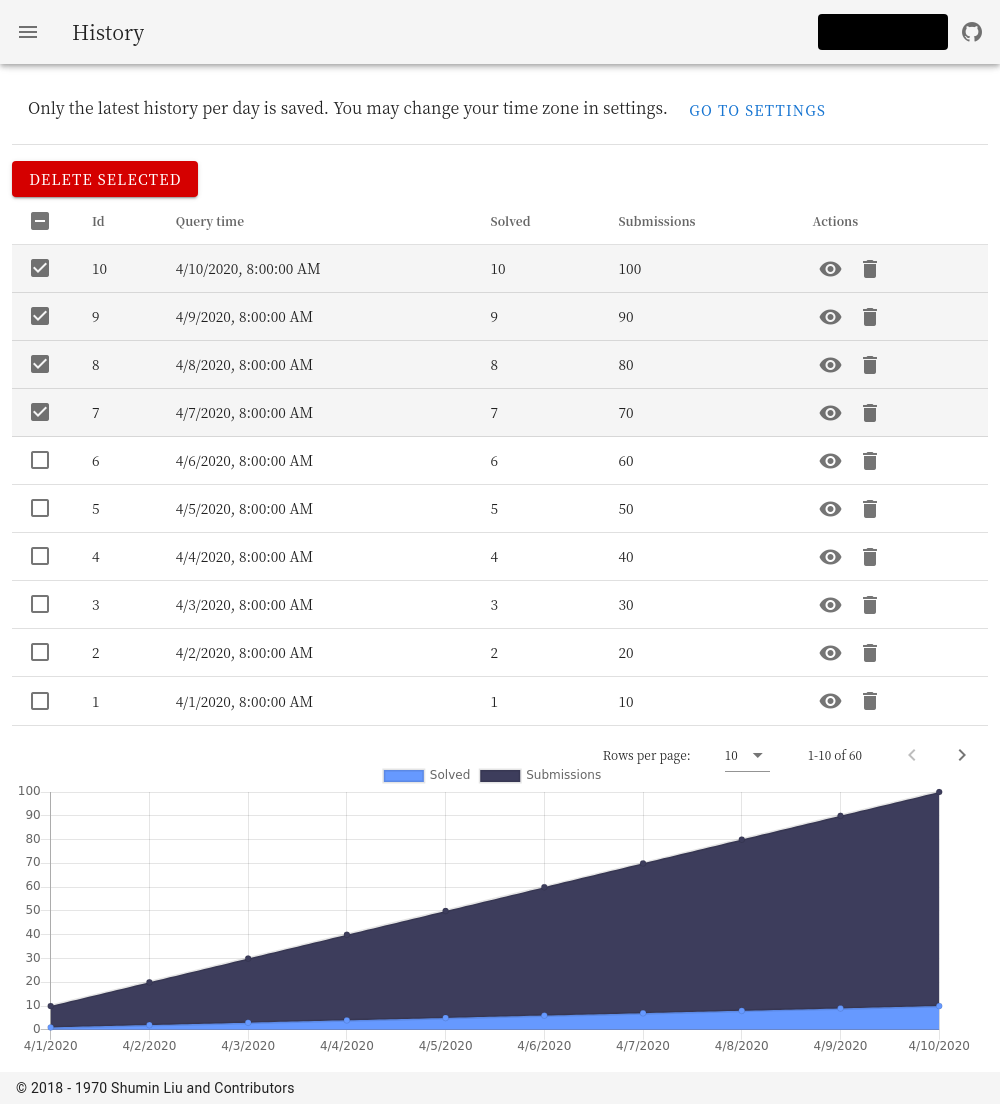 History
Only the latest history per day is saved. You may change your time zone in settings. GO TO SETTINGS
DELETE SELECTED
Id Query time Solved Submissions Actions
10 4/10/2020, 8:00:00 AM 10 100
9 4/9/2020, 8:00:00 AM 9 90
8 4/8/2020, 8:00:00 AM 8 80
7 4/7/2020, 8:00:00 AM 7 70
6 4/6/2020, 8:00:00 AM 6 60
5 4/5/2020, 8:00:00 AM 5 50
4 4/4/2020, 8:00:00 AM 4 40
3 4/3/2020, 8:00:00 AM 3 30
2 4/2/2020, 8:00:00 AM 2 20
1 4/1/2020, 8:00:00 AM 1 10
Rows per page: 10 1-10 of 60
Solved Submissions
100
90
80
70
60
50
40
30
20
10
0
4/1/2020 4/2/2020 4/3/2020 4/4/2020 4/5/2020 4/6/2020 4/7/2020 4/8/2020 4/9/2020 4/10/2020
© 2018 - 1970 Shumin Liu and Contributors